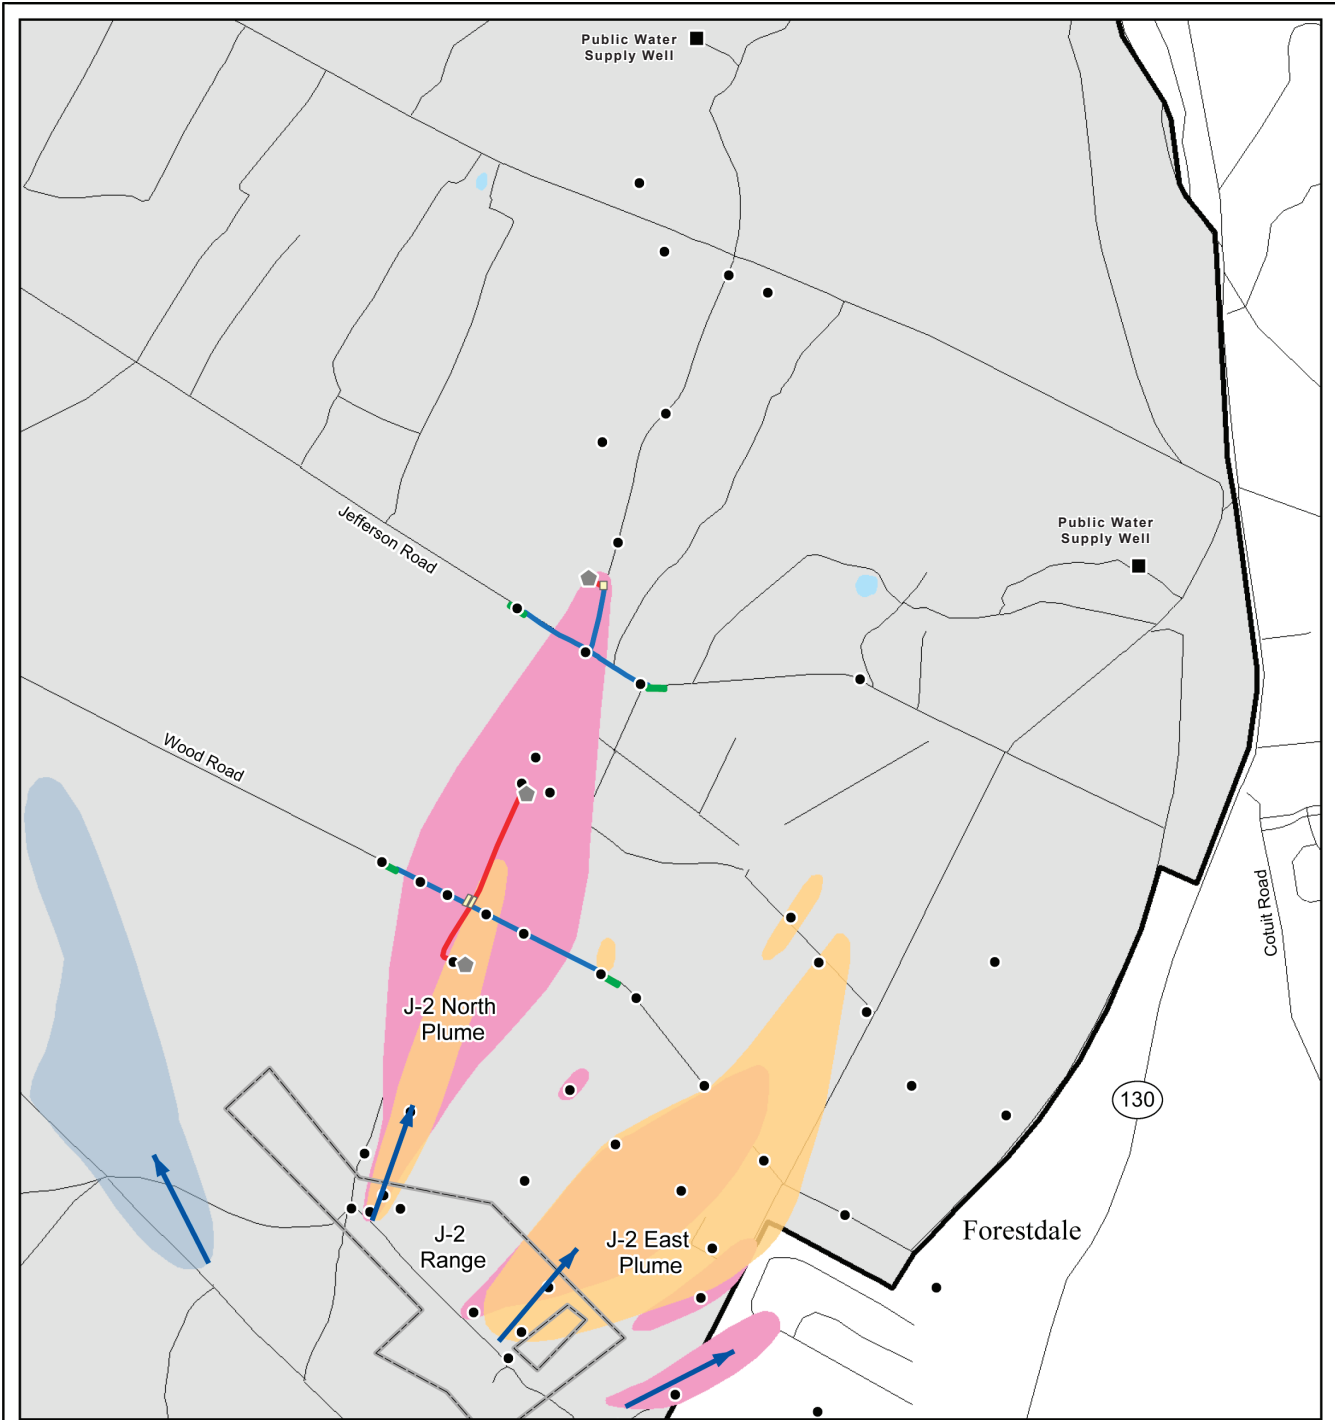 Public Water
Supply Well
Jefferson Road
Public Water
Supply Well
Wood Road
Cotuit Road
J-2 North
Plume
130
J-2
Range
J-2 East
Plume
Forestdale